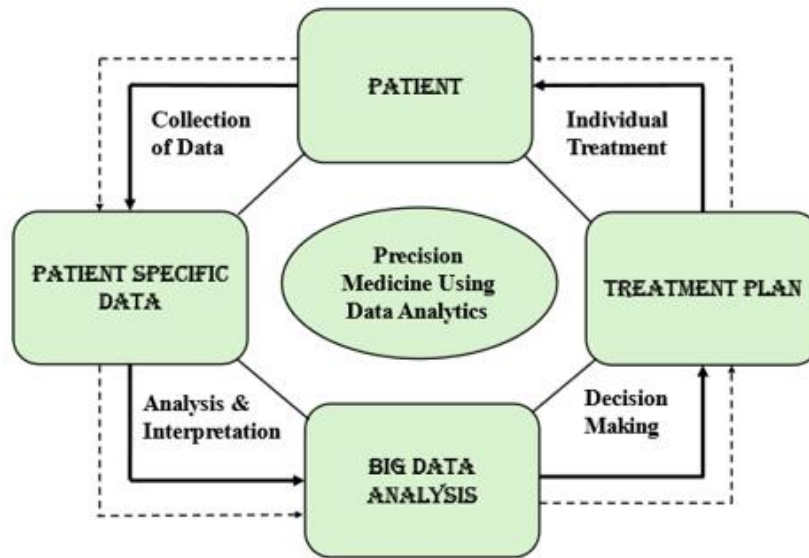 PATIENT
Collection
of Data
Individual
Treatment
PATIENT SPECIFIC
DATA
Precision
Medicine Using
Data Analytics
TREATMENT PLAN
Analysis &
Interpretation
Decision
Making
BIG DATA
ANALYSIS